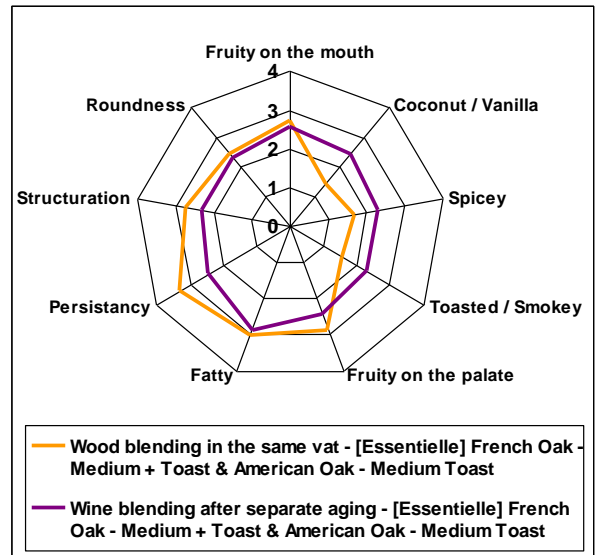 Fruity on the mouth
4
Roundness
Coconut / Vanilla
3
2
Structuration
Spicey
1
0
Persistancy
Toasted / Smokey
Fatty
Fruity on the palate
Wood blending in the same vat - [Essentielle] French Oak -
Medium + Toast & American Oak - Medium Toast
Wine blending after separate aging - [Essentielle] French
Oak - Medium + Toast & American Oak - Medium Toast